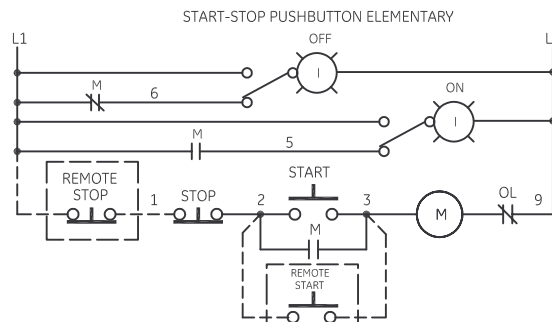 START-STOP PUSHBUTTON ELEMENTARY
L1
OFF
L
I
M
6
ON
I
M
5
REMOTE
STOP
1
STOP
2
START
3
M
OL
9
M
REMOTE
START